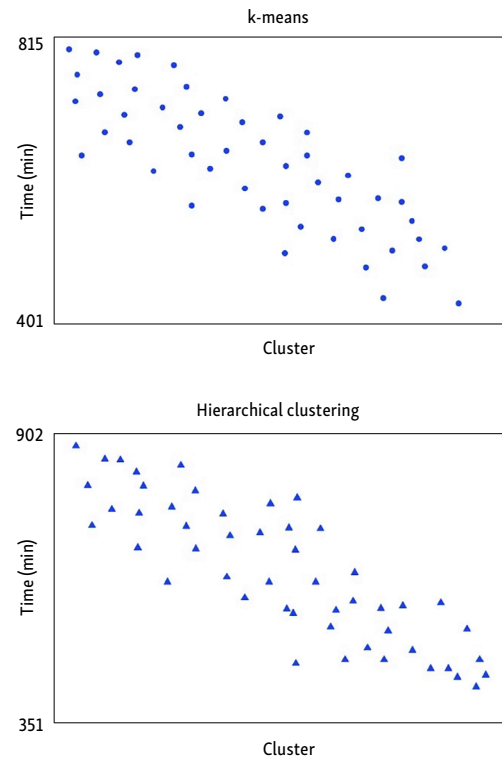 k-means
815
Time (min)
401
Cluster
Hierarchical clustering
902
Time (min)
351
Cluster